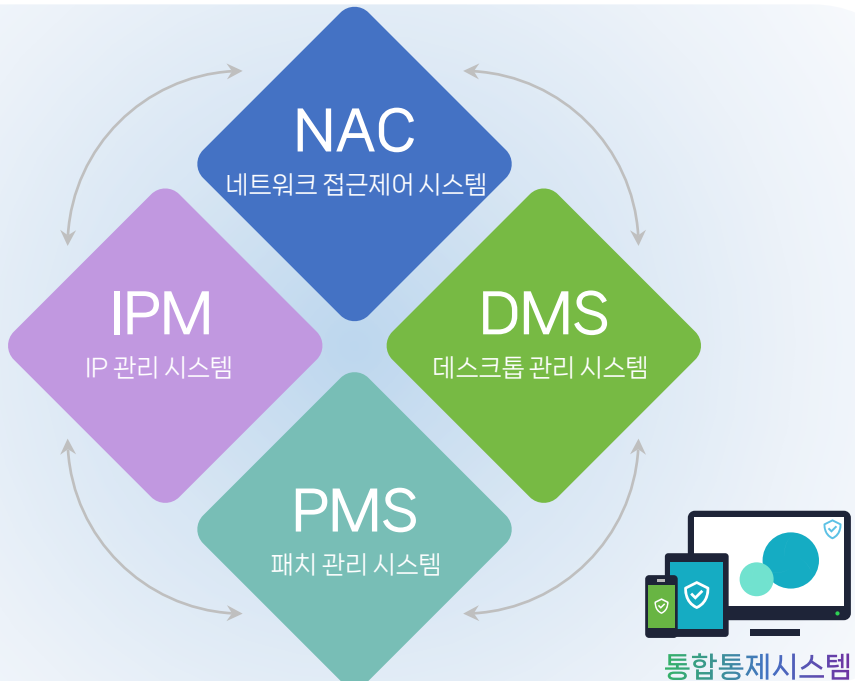 NAC
네트워크 접근제어 시스템
IPM
IP 관리 시스템
DMS
데스크톱 관리 시스템
PMS
패치 관리 시스템
통합통제시스템